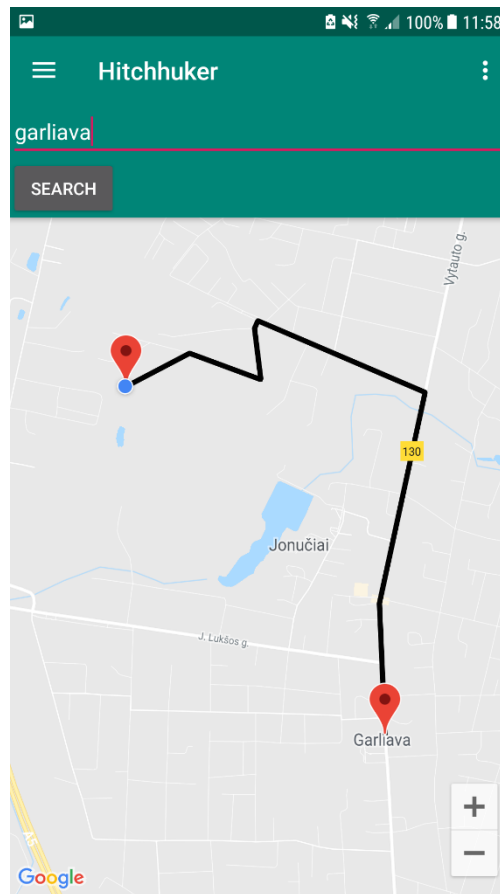 100% 11:58
Hitchhuker
garliava
SEARCH
Vytauto g.
130
Jonučiai
J. Lukšos g.
Garliava
A5
+
−
Google